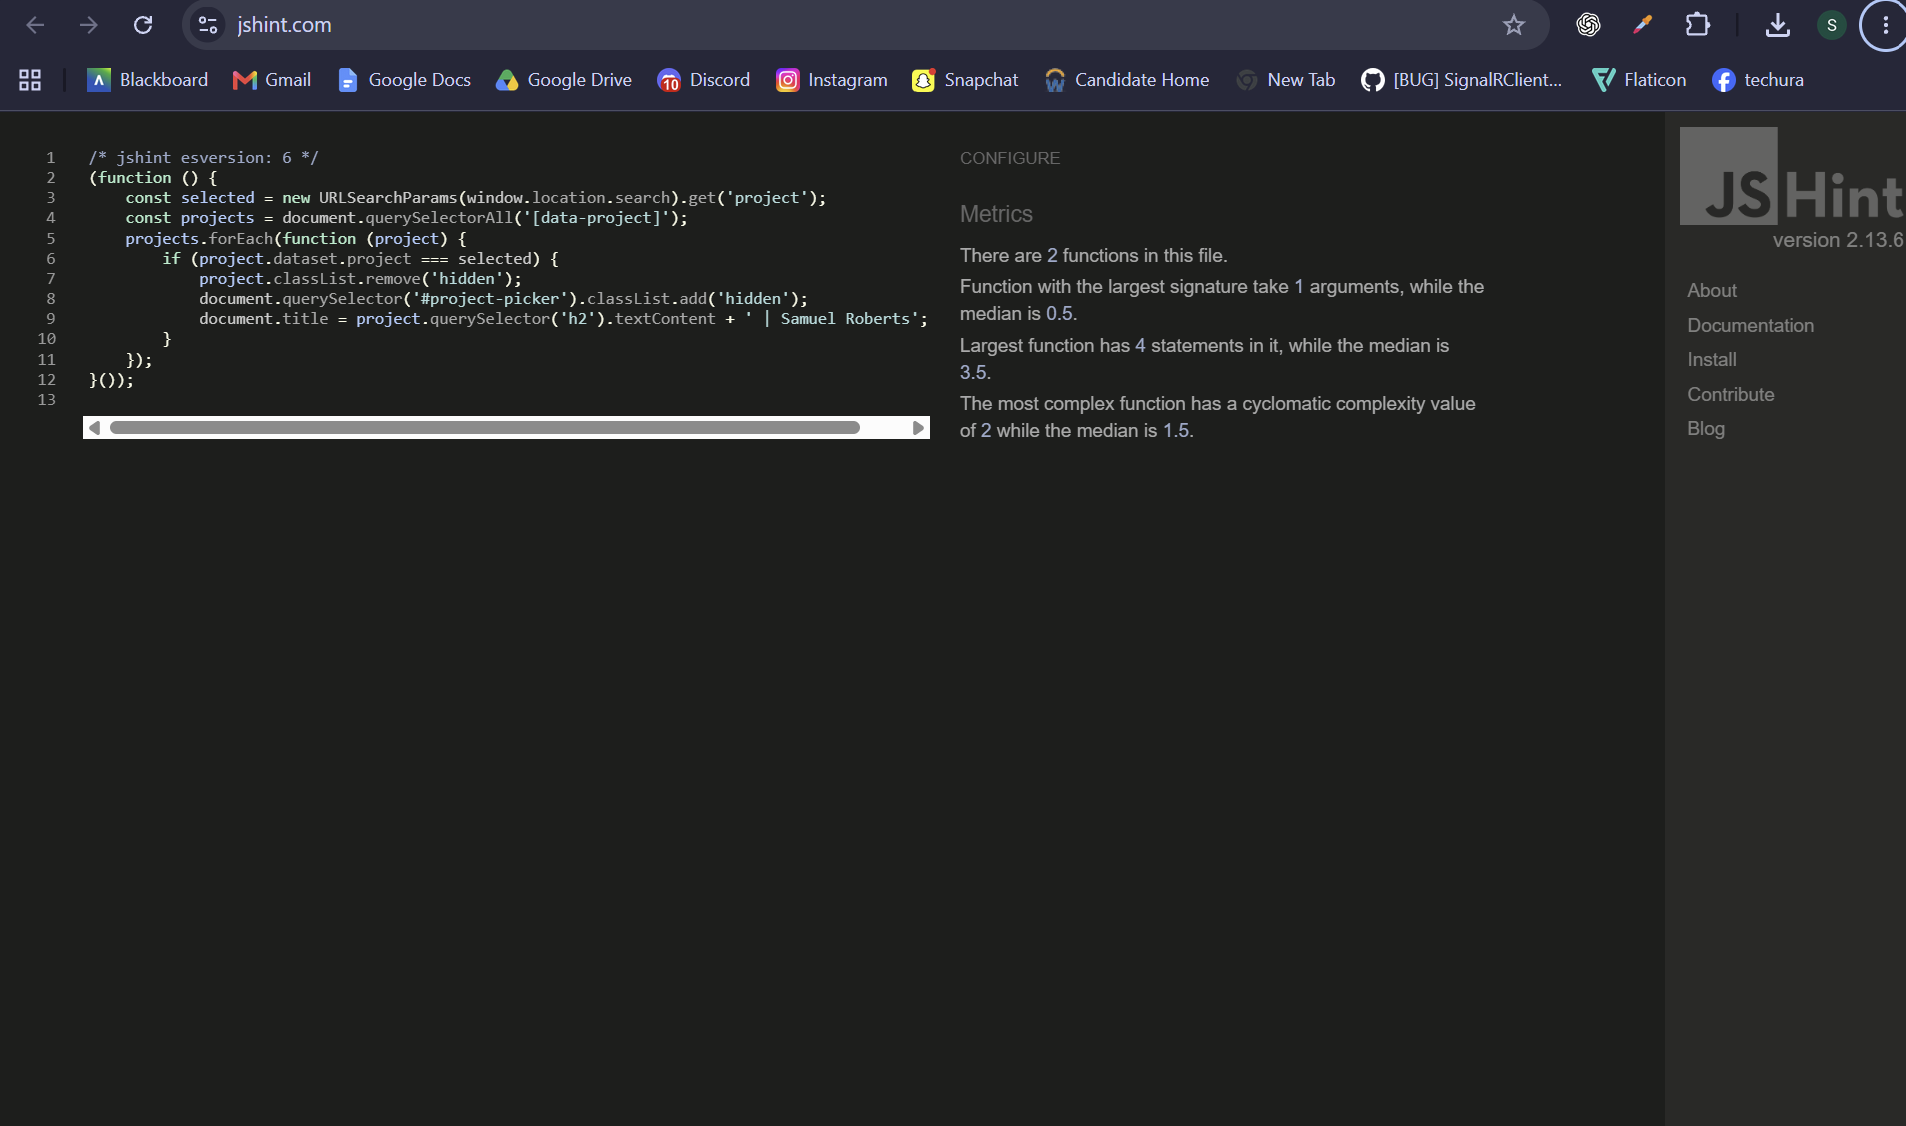 jshint.com
S
Blackboard
Gmail
Google Docs
Google Drive
10
Discord
Instagram
Snapchat
Candidate Home
New Tab
[BUG] SignalRClient...
Flaticon
techura
1 /* jshint esversion: 6 */
2 (function () {
3     const selected = new URLSearchParams(window.location.search).get('project');
4     const projects = document.querySelectorAll('[data-project]');
5     projects.forEach(function (project) {
6         if (project.dataset.project === selected) {
7             project.classList.remove('hidden');
8             document.querySelector('#project-picker').classList.add('hidden');
9             document.title = project.querySelector('h2').textContent + ' | Samuel Roberts';
10         }
11     });
12 }());
13
CONFIGURE
Metrics
There are 2 functions in this file.
Function with the largest signature take 1 arguments, while the
median is 0.5.
Largest function has 4 statements in it, while the median is
3.5.
The most complex function has a cyclomatic complexity value
of 2 while the median is 1.5.
JSHint
version 2.13.6
About
Documentation
Install
Contribute
Blog